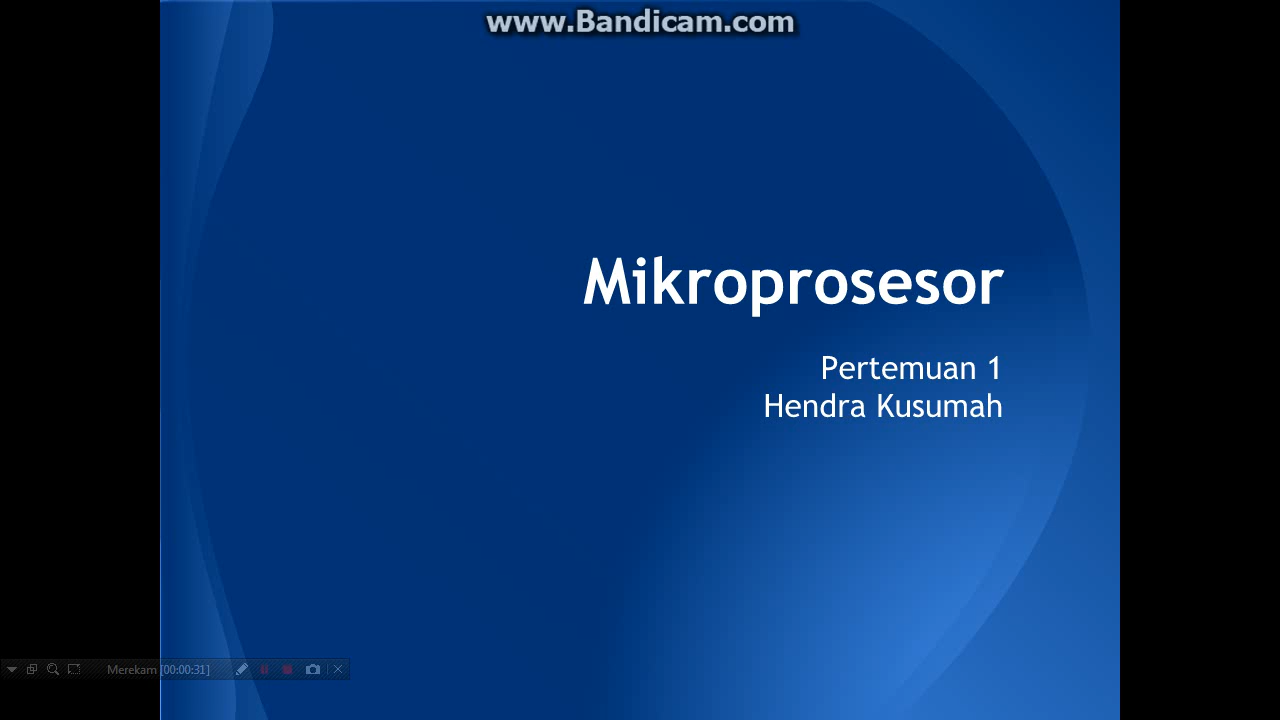 www.Bandicam.com
Mikroprosesor
Pertemuan 1
Hendra Kusumah
Merekam [00:00:31]